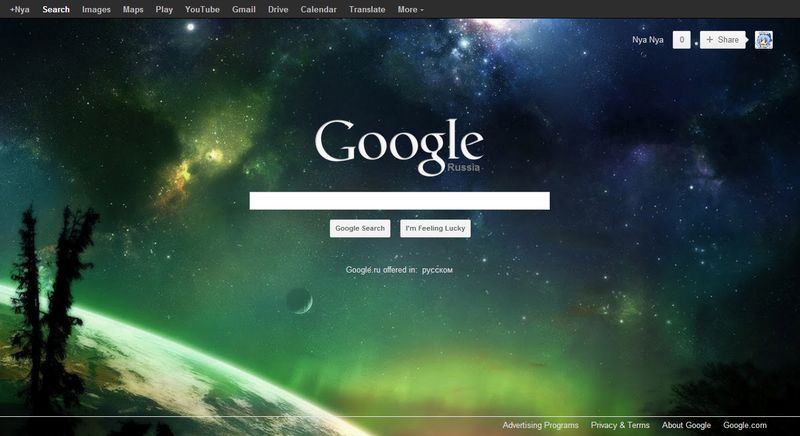 +Nya Search Images Maps Play YouTube Gmail Drive Calendar Translate More
Nya Nya 0 + Share
Google
Russia
Google Search I'm Feeling Lucky
Google.ru offered in: русском
Advertising Programs Privacy & Terms About Google Google.com